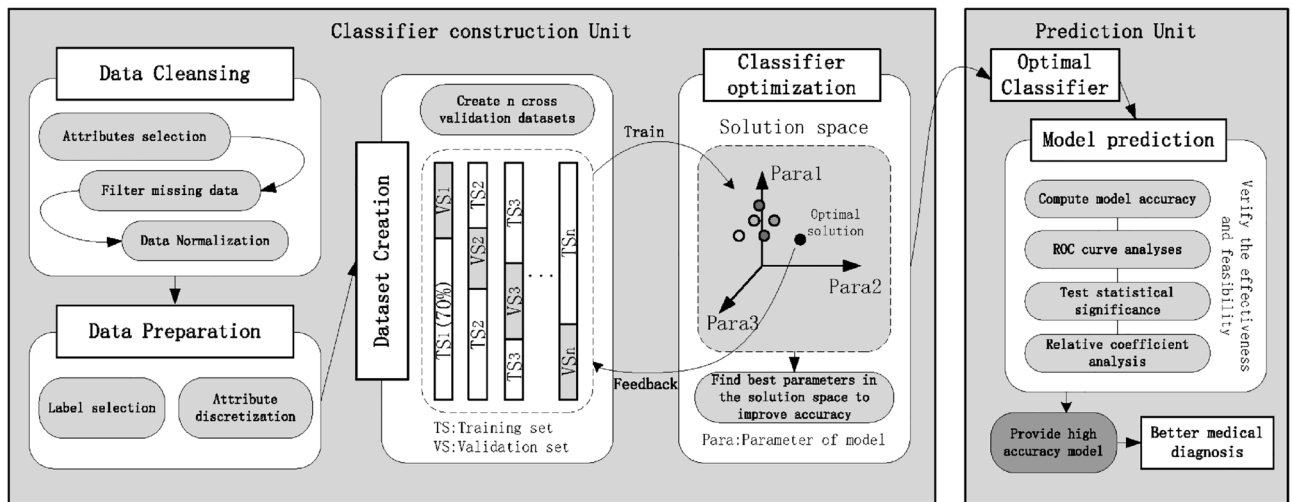 Classifier construction Unit
Data Cleansing
Attributes selection
Filter missing data
Data Normalization
Data Preparation
Label selection
Attribute
discretization
Dataset Creation
Create n cross
validation datasets
VS1
TS1(70%)
TS2
VS2
TS2
TS3
VS3
TS3
...
TSn
VSn
TS:Training set
VS:Validation set
Train
Feedback
Classifier
optimization
Solution space
Para1
Optimal
solution
Para2
Para3
Find best parameters in
the solution space to
improve accuracy
Para:Parameter of model
Prediction Unit
Optimal
Classifier
Model prediction
Compute model accuracy
ROC curve analyses
Test statistical
significance
Relative coefficient
analysis
Verify the effectiveness
and feasibility
Provide high
accuracy model
Better medical
diagnosis